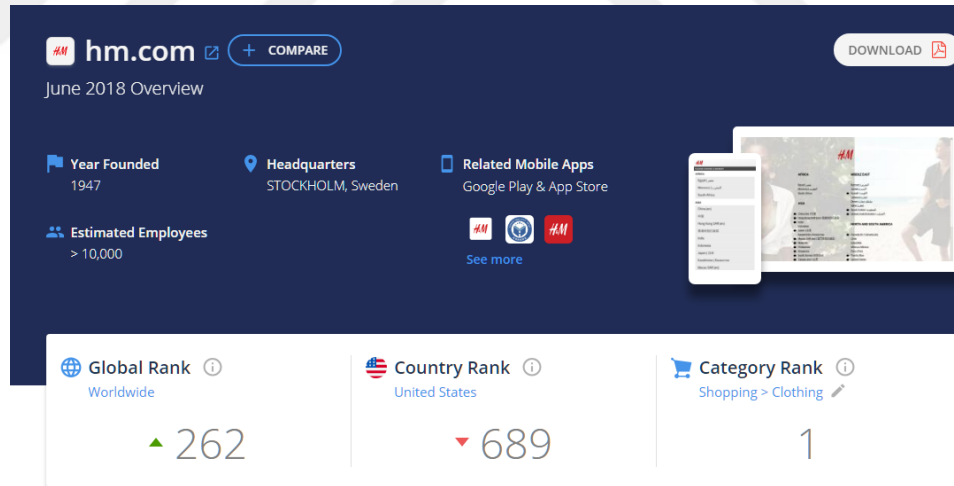 H&M hm.com + COMPARE
DOWNLOAD
June 2018 Overview
Year Founded
1947
Headquarters
STOCKHOLM, Sweden
Related Mobile Apps
Google Play & App Store
Estimated Employees
> 10,000
H&M H&M
See more
H&M
H&M
Global Rank
Worldwide
262
Country Rank
United States
689
Category Rank
Shopping > Clothing
1